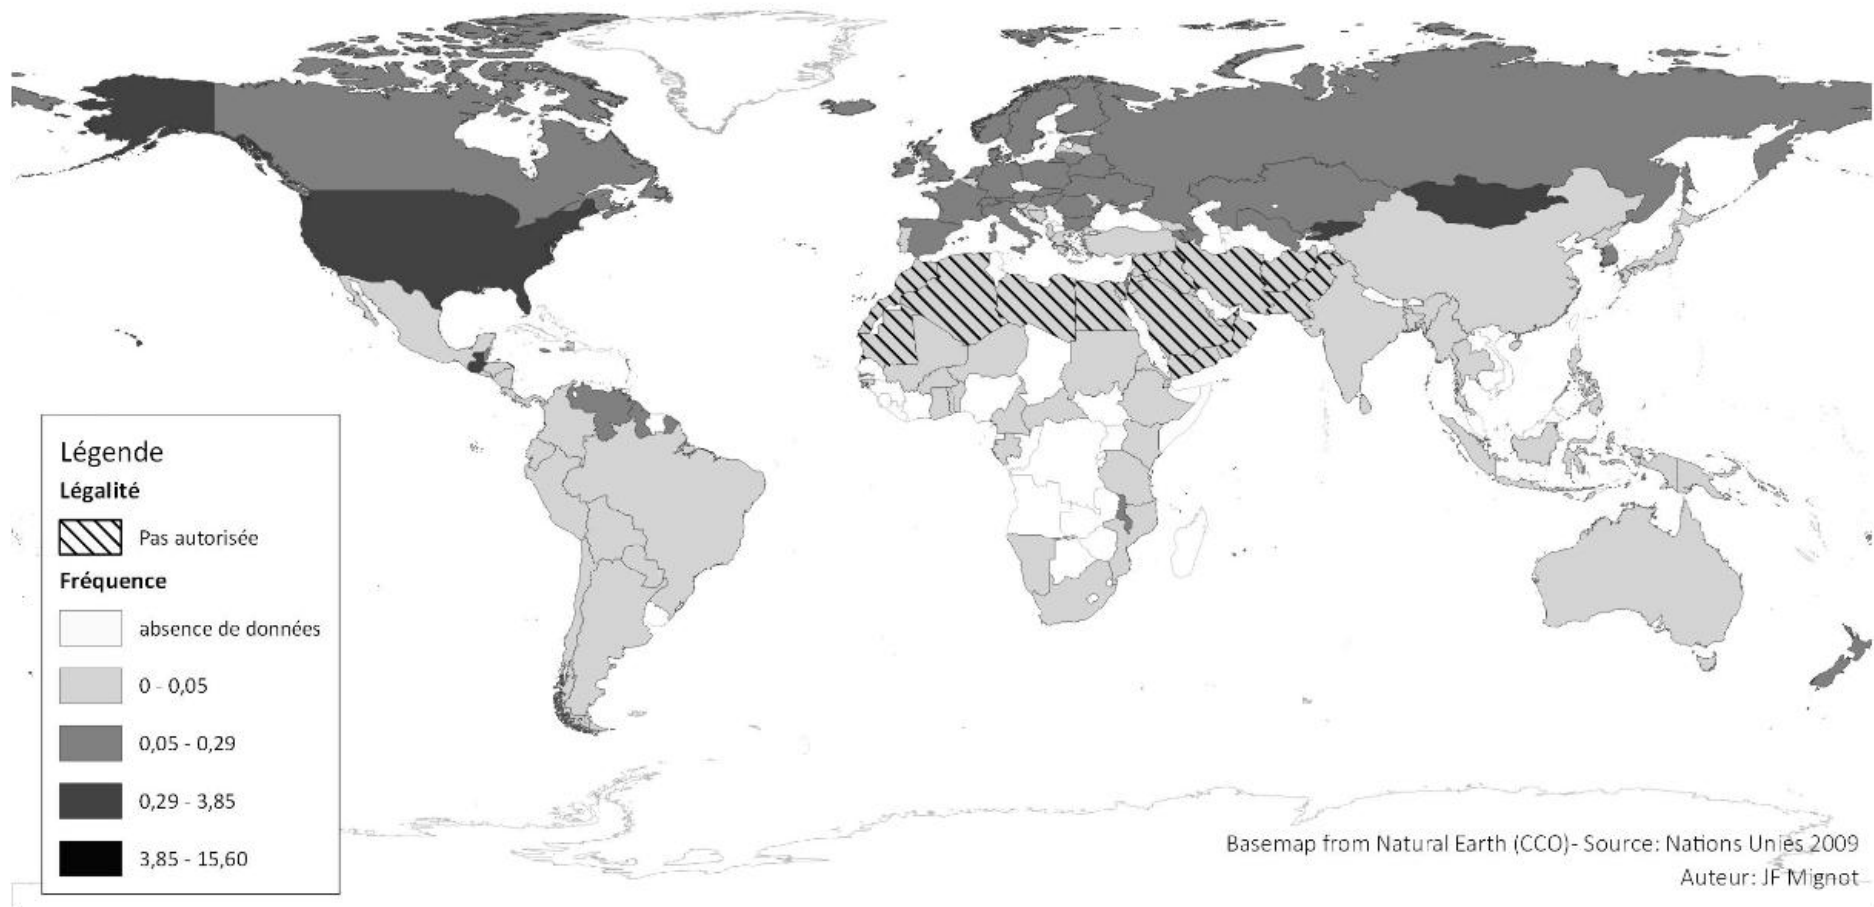 Légende
Légalité
Pas autorisée
Fréquence
absence de données
0 - 0,05
0,05 - 0,29
0,29 - 3,85
3,85 - 15,60
Basemap from Natural Earth (CCO)- Source: Nations Unies 2009
Auteur: JF Mignot